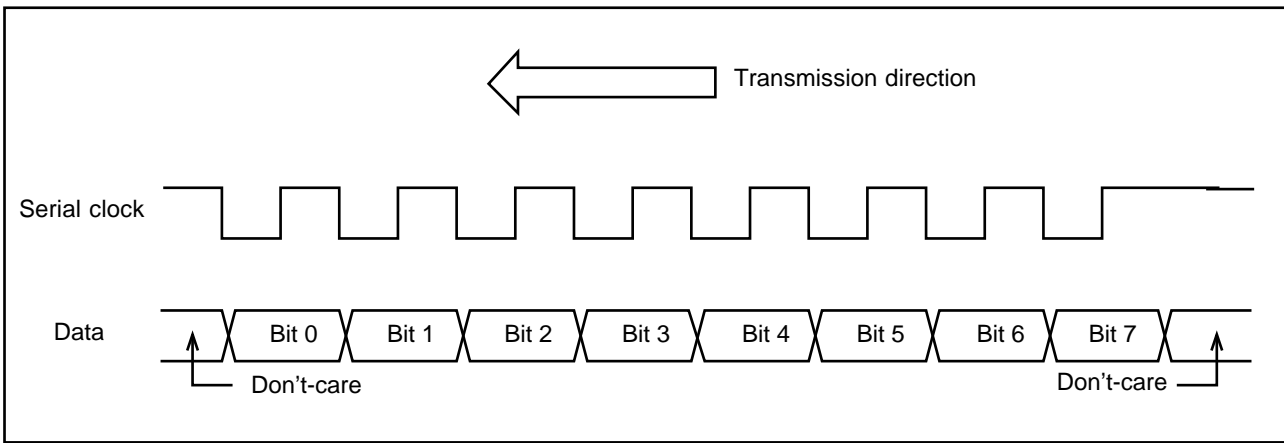 Transmission direction
Serial clock
Data
Bit 0
Bit 1
Bit 2
Bit 3
Bit 4
Bit 5
Bit 6
Bit 7
Don't-care
Don't-care